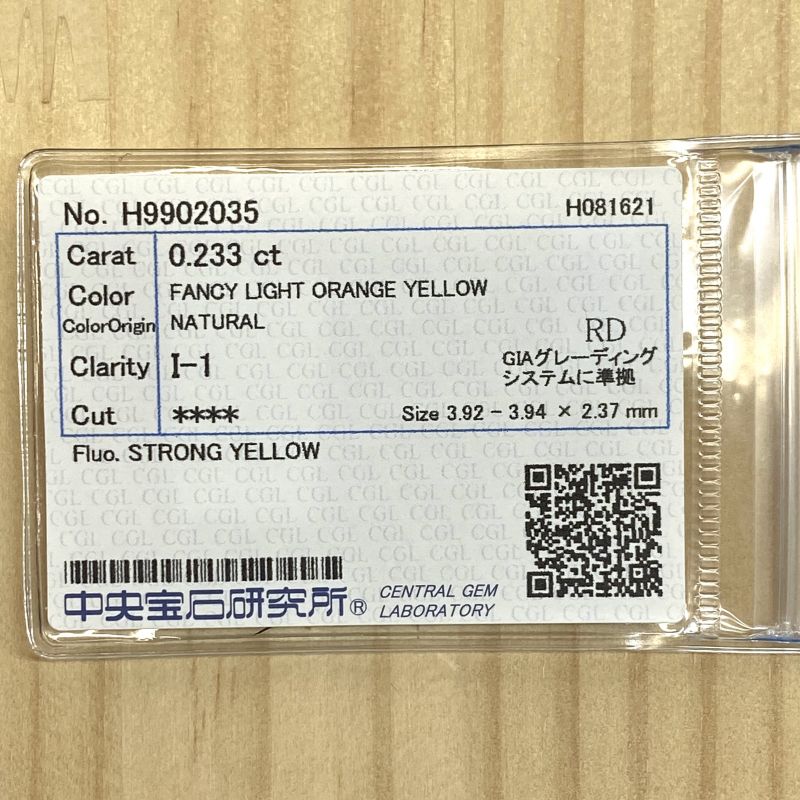 No. H9902035 H081621
Carat 0.233 ct
Color FANCY LIGHT ORANGE YELLOW
ColorOrigin NATURAL
RD
Clarity I-1
GIAグレーディング
システムに準拠
Cut **** Size 3.92 - 3.94 × 2.37 mm
Fluo. STRONG YELLOW
中央宝石研究所®
CENTRAL GEM
LABORATORY